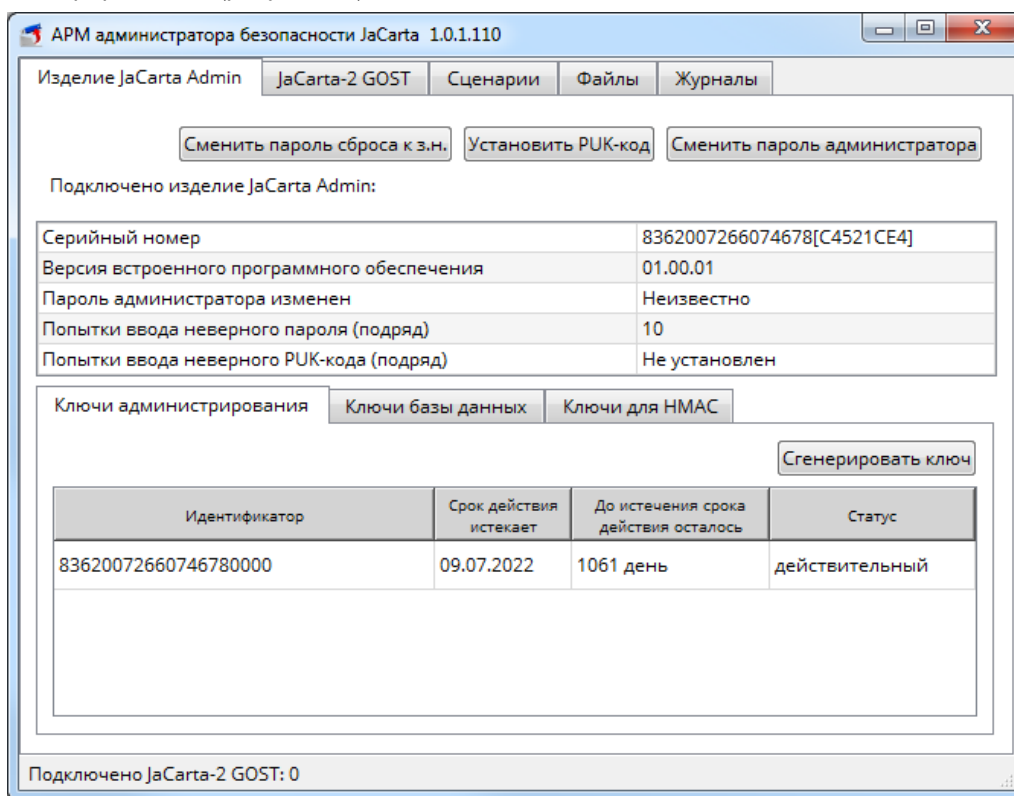 АРМ администратора безопасности JaCarta 1.0.1.110
Изделие JaCarta Admin JaCarta-2 GOST Сценарии Файлы Журналы
Сменить пароль сброса к з.н. Установить PUK-код Сменить пароль администратора
Подключено изделие JaCarta Admin:
Серийный номер 8362007266074678[C4521CE4]
Версия встроенного программного обеспечения 01.00.01
Пароль администратора изменен Неизвестно
Попытки ввода неверного пароля (подряд) 10
Попытки ввода неверного PUK-кода (подряд) Не установлен
Ключи администрирования Ключи базы данных Ключи для HMAC
Сгенерировать ключ
Идентификатор Срок действия истекает До истечения срока действия осталось Статус
83620072660746780000 09.07.2022 1061 день действительный
Подключено JaCarta-2 GOST: 0